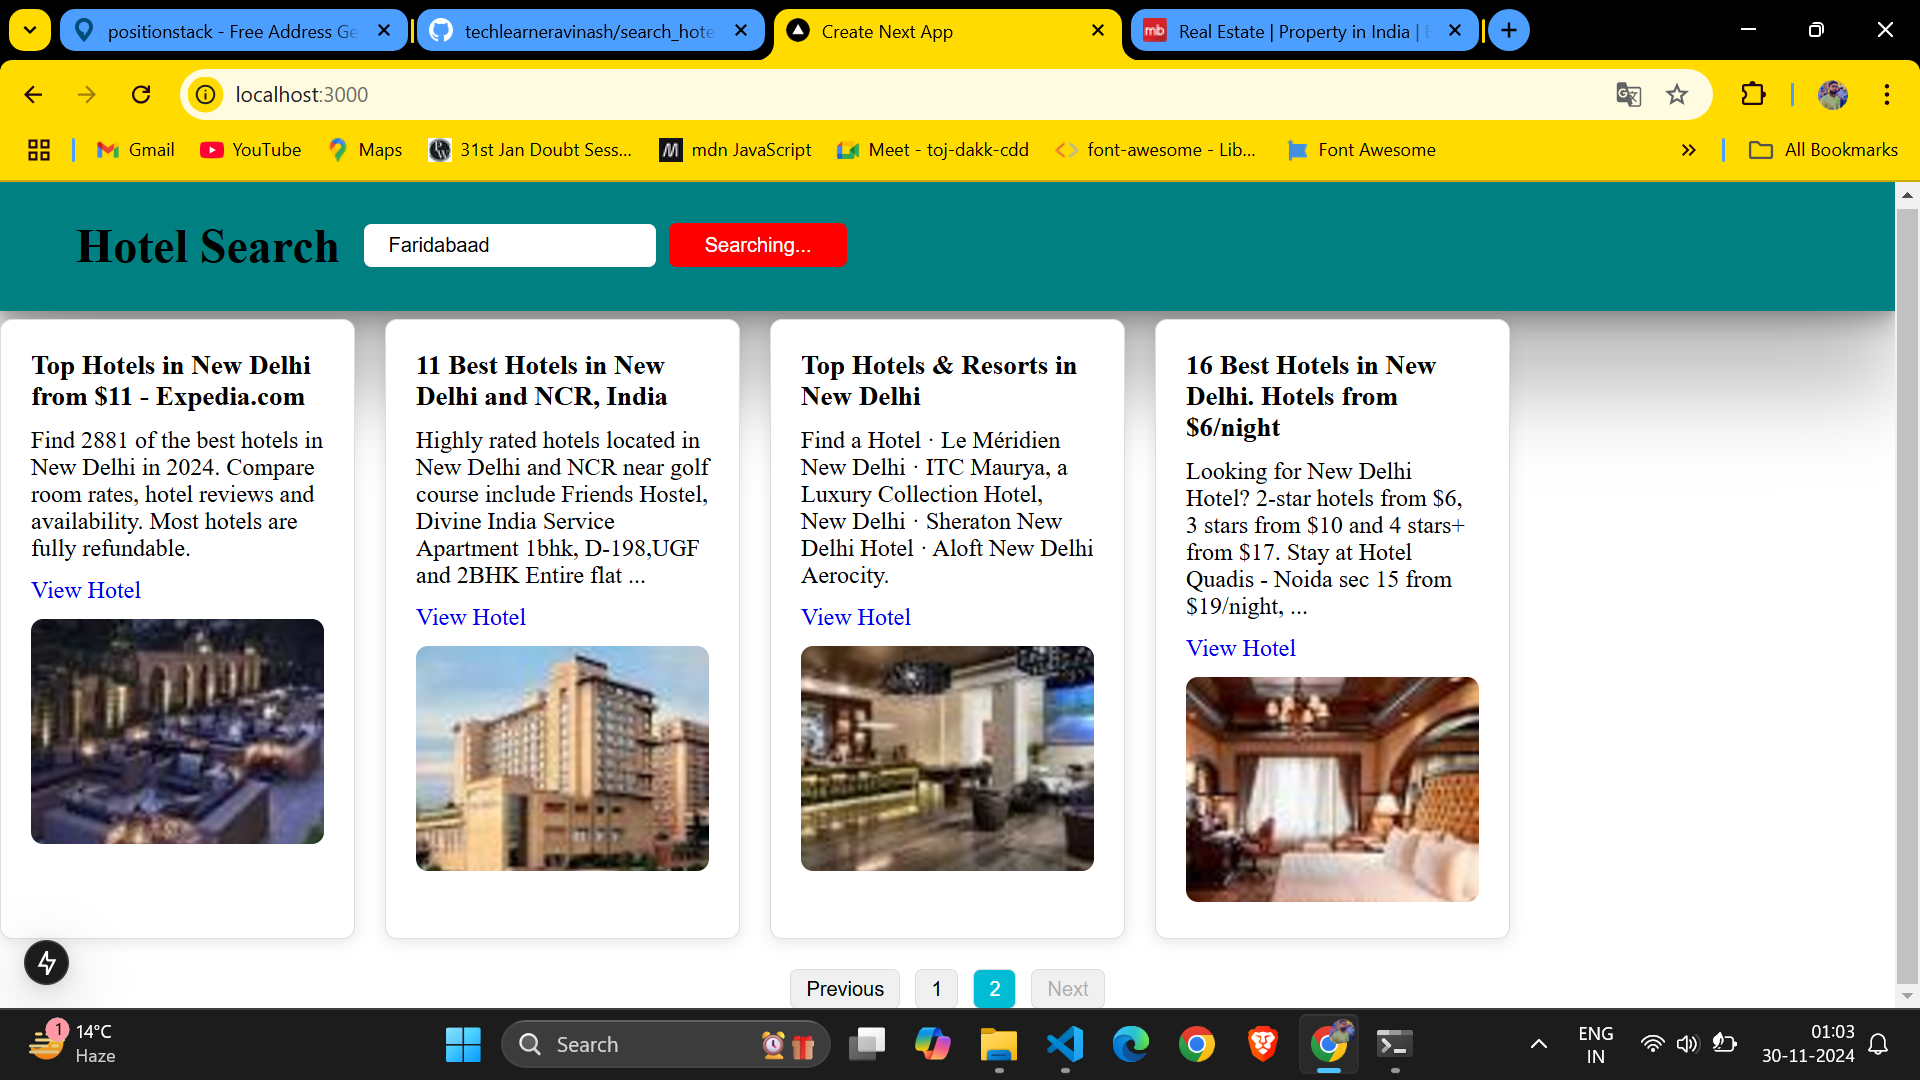 positionstack - Free Address Ge
techlearneravinash/search_hote
Create Next App
mb
Real Estate | Property in India |
localhost:3000
Gmail
YouTube
Maps
31st Jan Doubt Sess...
M
mdn JavaScript
Meet - toj-dakk-cdd
font-awesome - Lib...
Font Awesome
All Bookmarks
Hotel Search
Faridabaad
Searching...
Top Hotels in New Delhi
from $11 - Expedia.com
Find 2881 of the best hotels in
New Delhi in 2024. Compare
room rates, hotel reviews and
availability. Most hotels are
fully refundable.
View Hotel
11 Best Hotels in New
Delhi and NCR, India
Highly rated hotels located in
New Delhi and NCR near golf
course include Friends Hostel,
Divine India Service
Apartment 1bhk, D-198,UGF
and 2BHK Entire flat ...
View Hotel
Top Hotels & Resorts in
New Delhi
Find a Hotel · Le Méridien
New Delhi · ITC Maurya, a
Luxury Collection Hotel,
New Delhi · Sheraton New
Delhi Hotel · Aloft New Delhi
Aerocity.
View Hotel
16 Best Hotels in New
Delhi. Hotels from
$6/night
Looking for New Delhi
Hotel? 2-star hotels from $6,
3 stars from $10 and 4 stars+
from $17. Stay at Hotel
Quadis - Noida sec 15 from
$19/night, ...
View Hotel
Previous
1
2
Next
1
14°C
Haze
Search
ENG
IN
01:03
30-11-2024